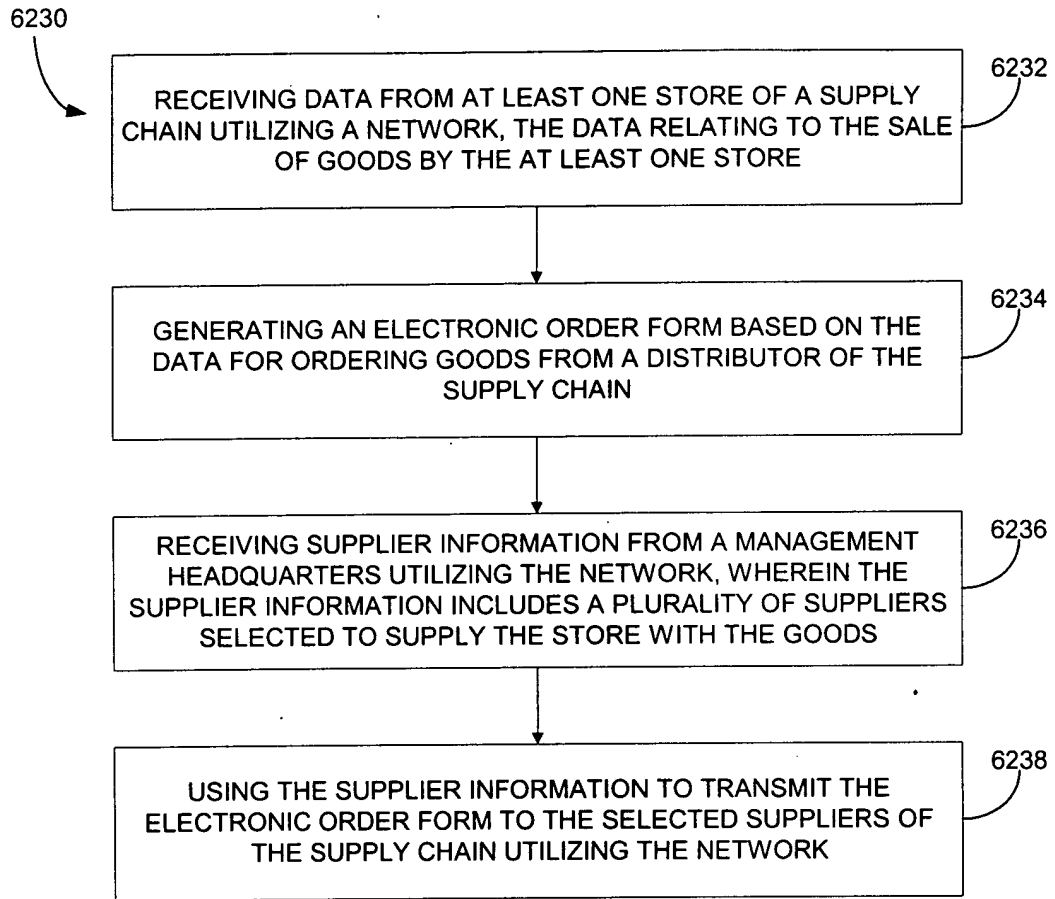 6230
6232
RECEIVING DATA FROM AT LEAST ONE STORE OF A SUPPLY
CHAIN UTILIZING A NETWORK, THE DATA RELATING TO THE SALE
OF GOODS BY THE AT LEAST ONE STORE
6234
GENERATING AN ELECTRONIC ORDER FORM BASED ON THE
DATA FOR ORDERING GOODS FROM A DISTRIBUTOR OF THE
SUPPLY CHAIN
6236
RECEIVING SUPPLIER INFORMATION FROM A MANAGEMENT
HEADQUARTERS UTILIZING THE NETWORK, WHEREIN THE
SUPPLIER INFORMATION INCLUDES A PLURALITY OF SUPPLIERS
SELECTED TO SUPPLY THE STORE WITH THE GOODS
6238
USING THE SUPPLIER INFORMATION TO TRANSMIT THE
ELECTRONIC ORDER FORM TO THE SELECTED SUPPLIERS OF
THE SUPPLY CHAIN UTILIZING THE NETWORK